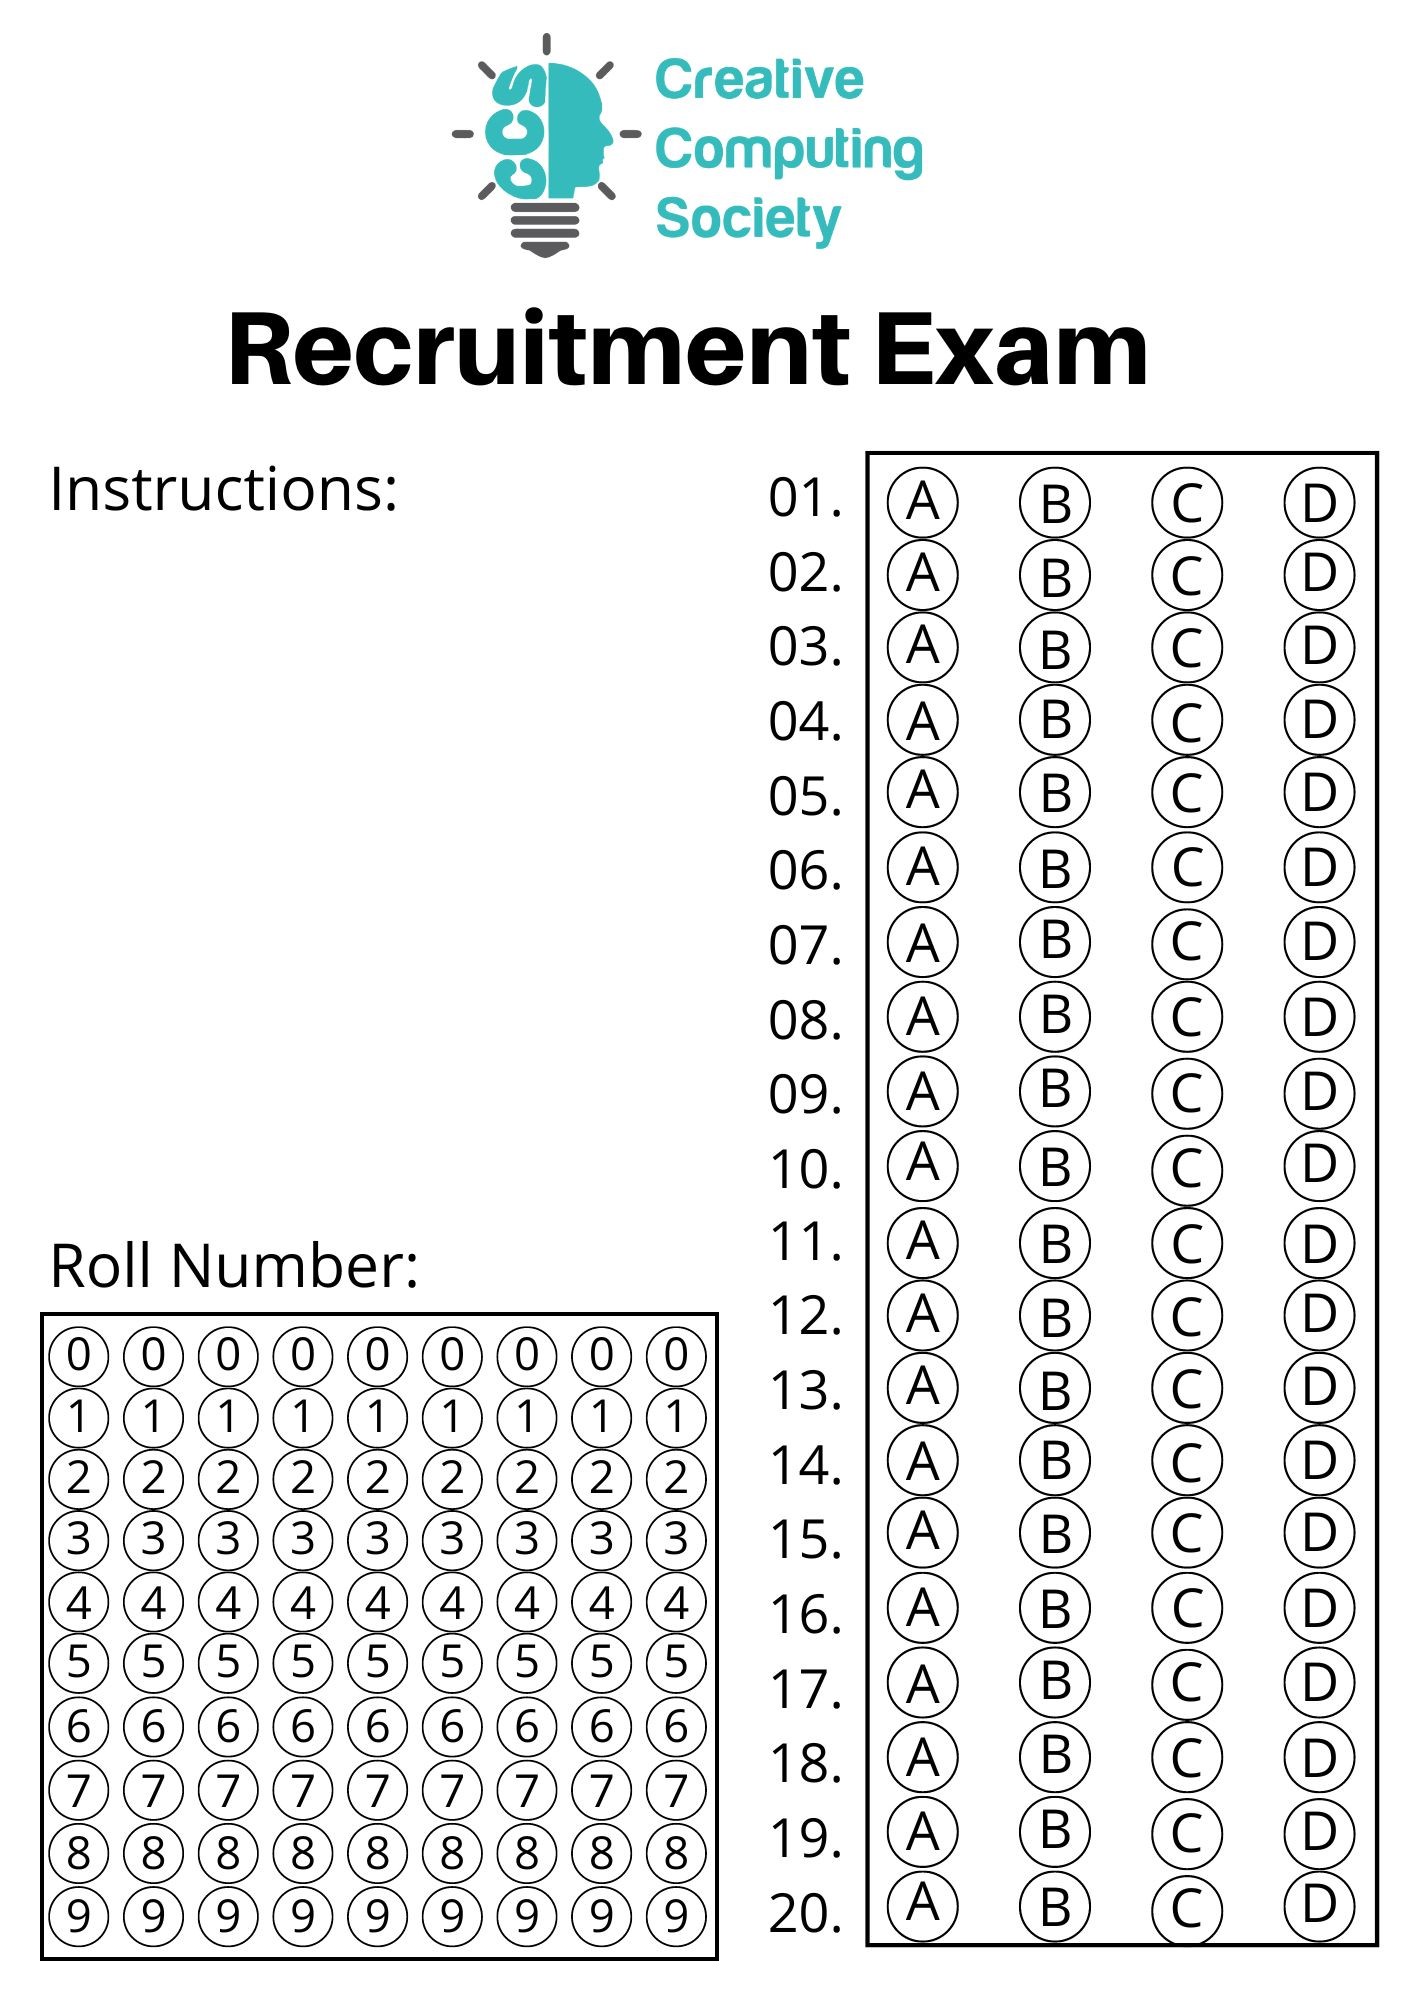 CCS
Creative
Computing
Society
Recruitment Exam
Instructions:
01. A B C D
02. A B C D
03. A B C D
04. A B C D
05. A B C D
06. A B C D
07. A B C D
08. A B C D
09. A B C D
10. A B C D
11. A B C D
12. A B C D
13. A B C D
14. A B C D
15. A B C D
16. A B C D
17. A B C D
18. A B C D
19. A B C D
20. A B C D
Roll Number:
0 0 0 0 0 0 0 0 0
1 1 1 1 1 1 1 1 1
2 2 2 2 2 2 2 2 2
3 3 3 3 3 3 3 3 3
4 4 4 4 4 4 4 4 4
5 5 5 5 5 5 5 5 5
6 6 6 6 6 6 6 6 6
7 7 7 7 7 7 7 7 7
8 8 8 8 8 8 8 8 8
9 9 9 9 9 9 9 9 9